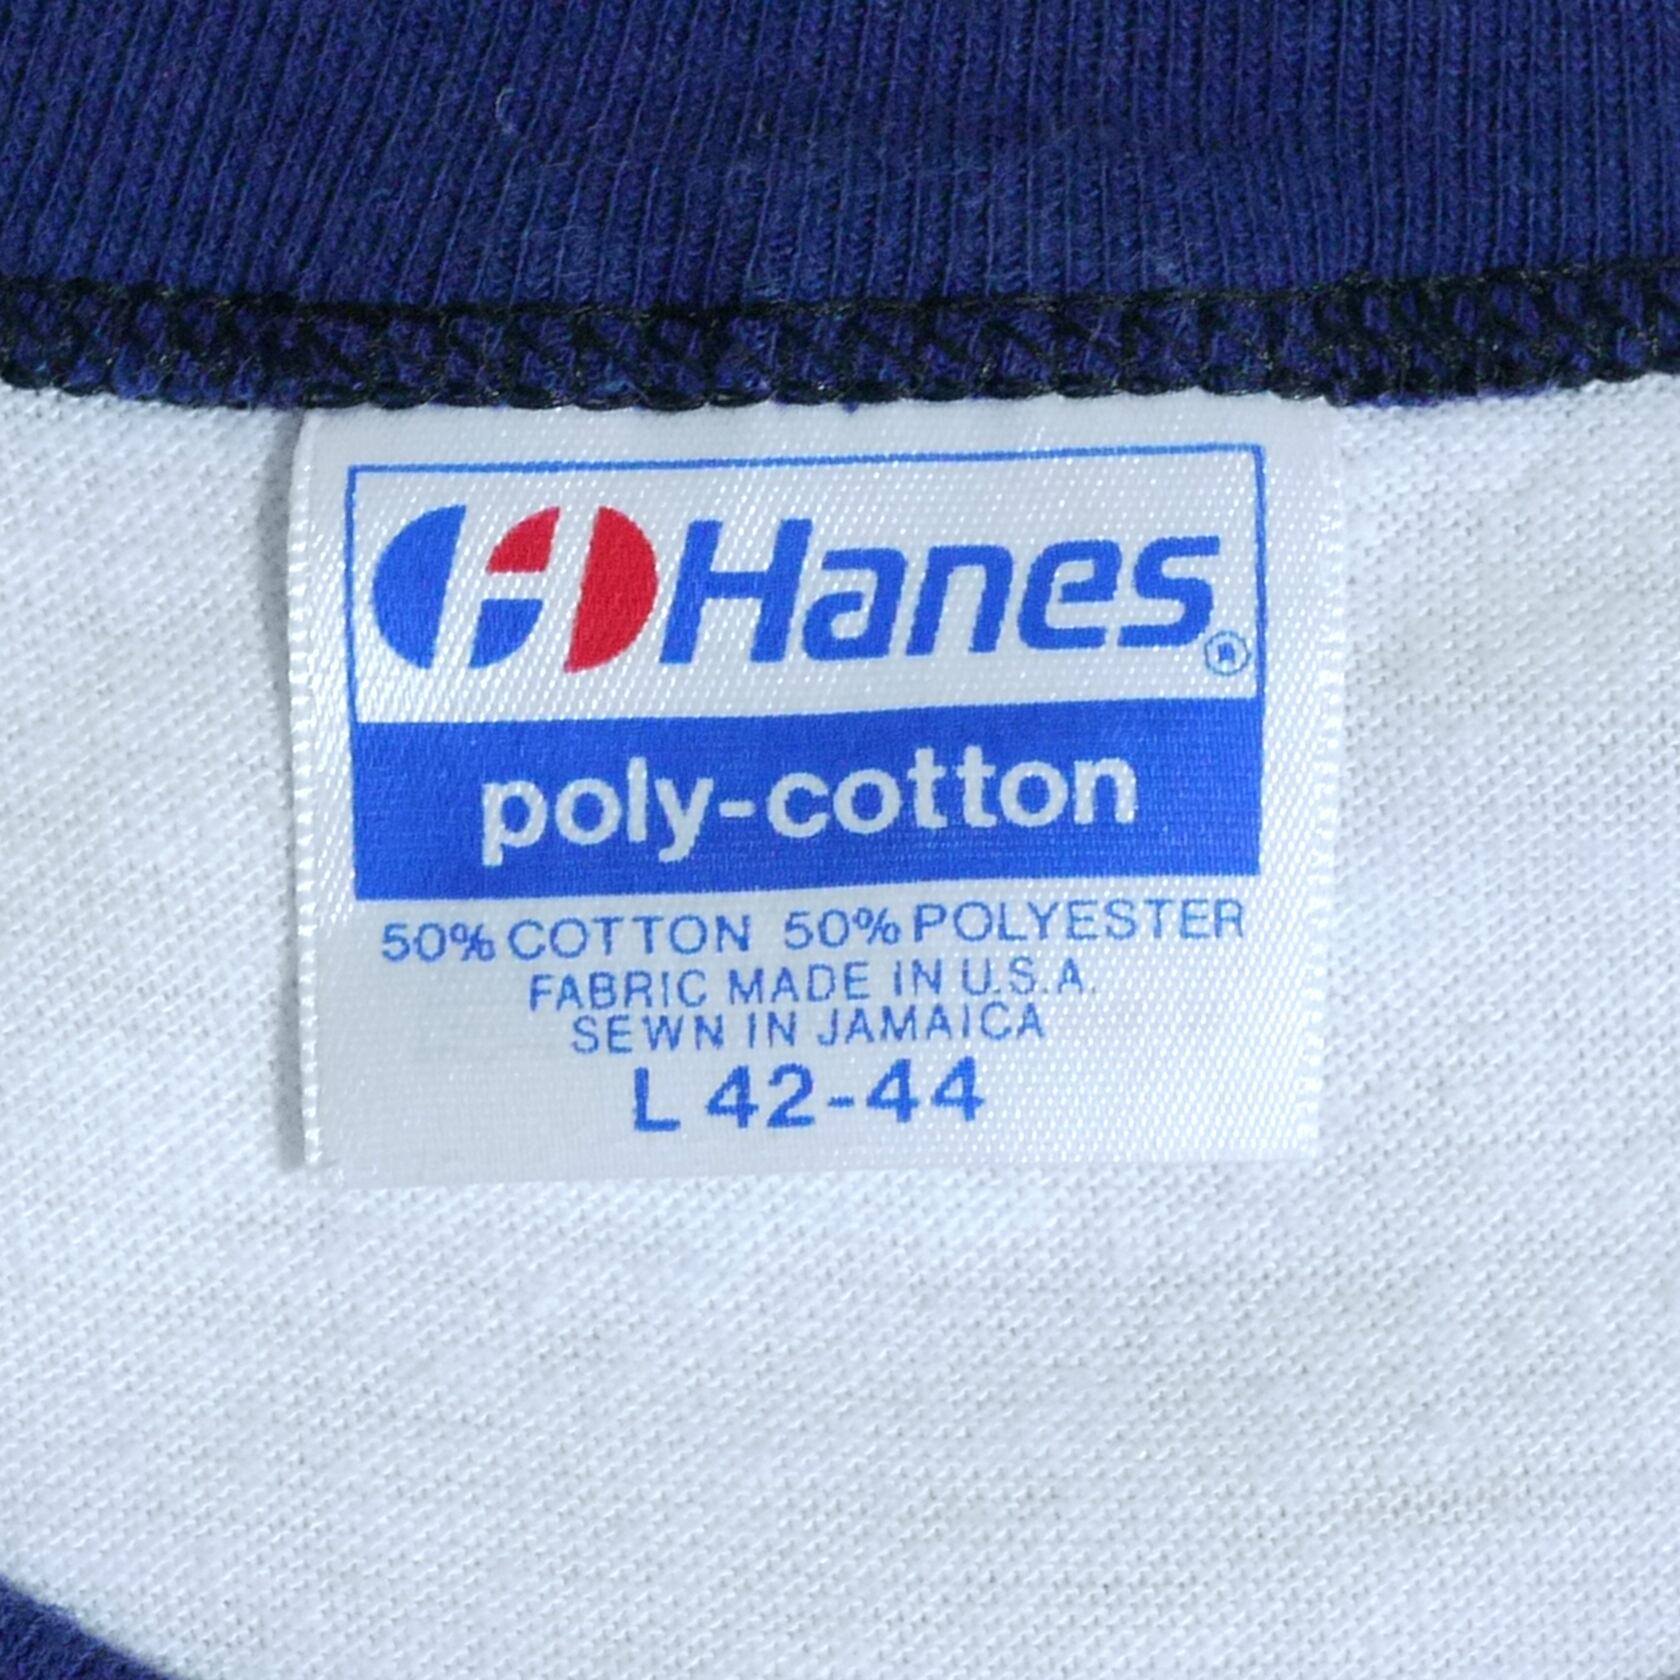 Hanes®
poly-cotton
50% COTTON 50% POLYESTER
FABRIC MADE IN U.S.A.
SEWN IN JAMAICA
L 42-44